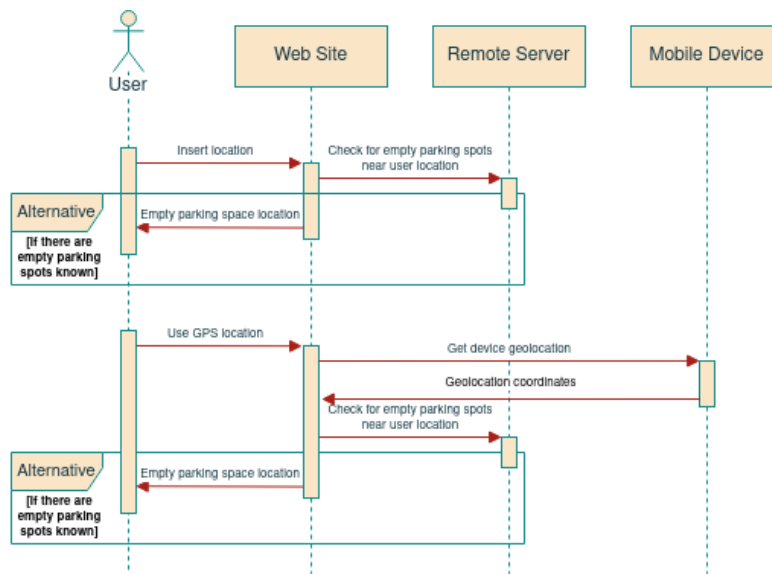 User
Web Site
Remote Server
Mobile Device
Insert location
Check for empty parking spots
near user location
Alternative
Empty parking space location
[If there are
empty parking
spots known]
Use GPS location
Get device geolocation
Geolocation coordinates
Check for empty parking spots
near user location
Alternative
Empty parking space location
[If there are
empty parking
spots known]